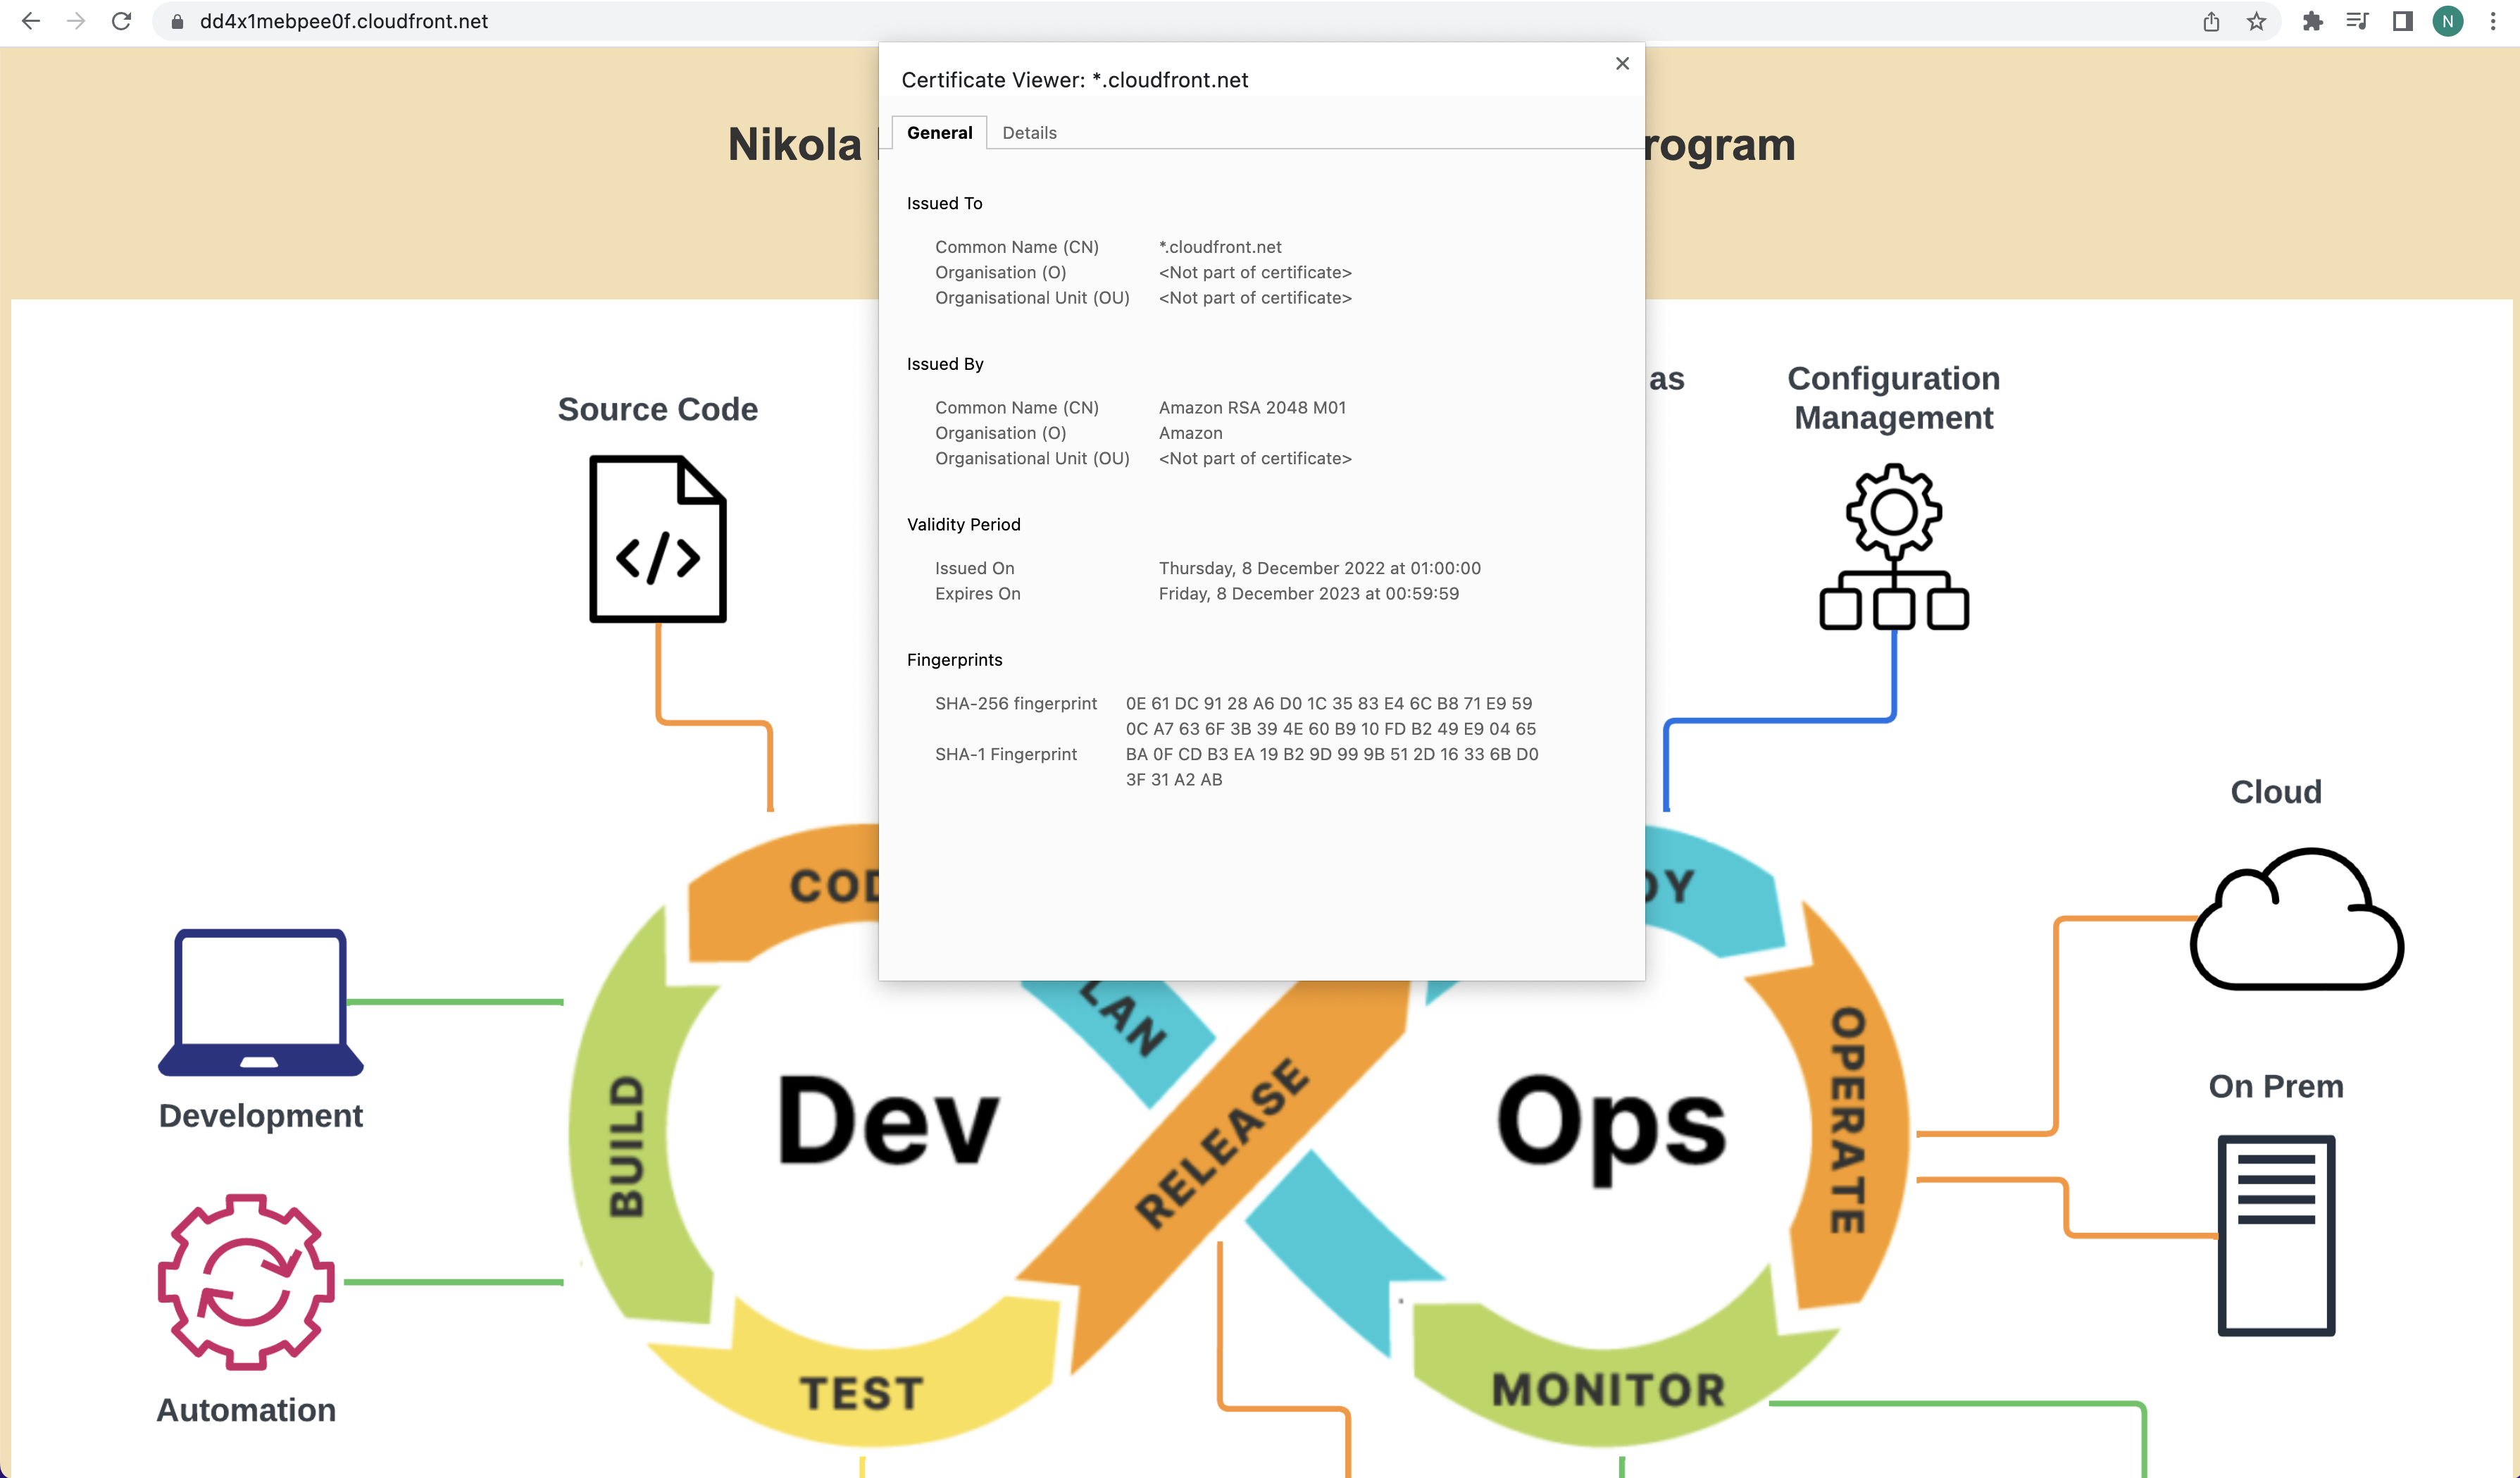 dd4x1mebpee0f.cloudfront.net
N
Certificate Viewer: *.cloudfront.net
General Details
Nikola
Issued To
Common Name (CN) *.cloudfront.net
Organisation (O) <Not part of certificate>
Organisational Unit (OU) <Not part of certificate>
Issued By
Common Name (CN) Amazon RSA 2048 M01
Organisation (O) Amazon
Organisational Unit (OU) <Not part of certificate>
Validity Period
Issued On Thursday, 8 December 2022 at 01:00:00
Expires On Friday, 8 December 2023 at 00:59:59
Fingerprints
SHA-256 fingerprint 0E 61 DC 91 28 A6 D0 1C 35 83 E4 6C B8 71 E9 59
0C A7 63 6F 3B 39 4E 60 B9 10 FD B2 49 E9 04 65
SHA-1 Fingerprint BA 0F CD B3 EA 19 B2 9D 99 9B 51 2D 16 33 6B D0
3F 31 A2 AB
rogram
Source Code
</>
as
Configuration
Management
Cloud
COD
OY
LAN
OPERATE
Dev
Ops
On Prem
Development
BUILD
RELEASE
TEST
MONITOR
Automation